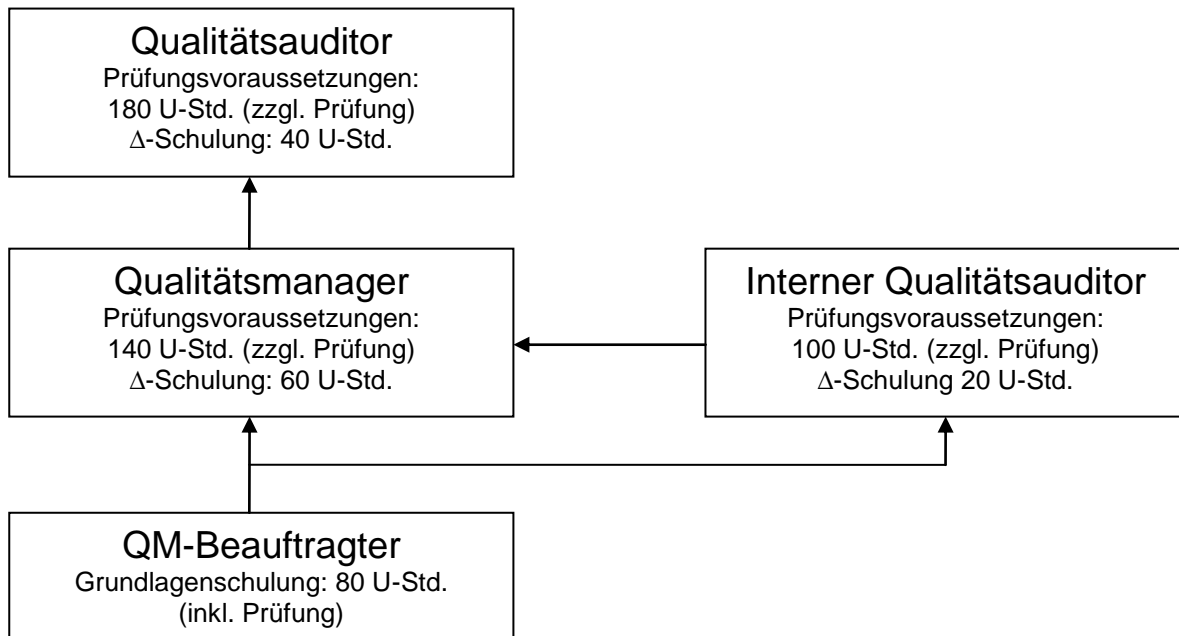 Qualitätsauditor
Prüfungsvoraussetzungen:
180 U-Std. (zzgl. Prüfung)
∆-Schulung: 40 U-Std.
Qualitätsmanager
Prüfungsvoraussetzungen:
140 U-Std. (zzgl. Prüfung)
∆-Schulung: 60 U-Std.
Interner Qualitätsauditor
Prüfungsvoraussetzungen:
100 U-Std. (zzgl. Prüfung)
∆-Schulung 20 U-Std.
QM-Beauftragter
Grundlagenschulung: 80 U-Std.
(inkl. Prüfung)